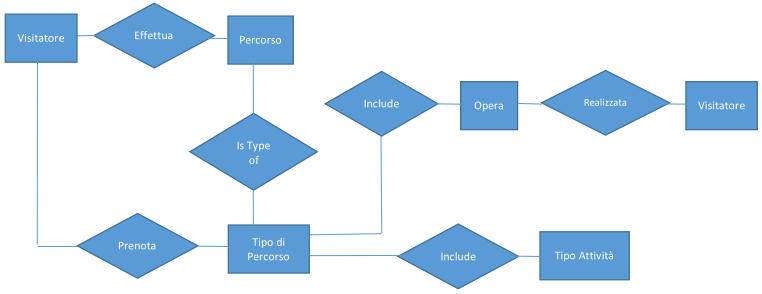 Visitatore
Effettua
Percorso
Include
Opera
Realizzata
Visitatore
Is Type
of
Prenota
Tipo di
Percorso
Include
Tipo Attività